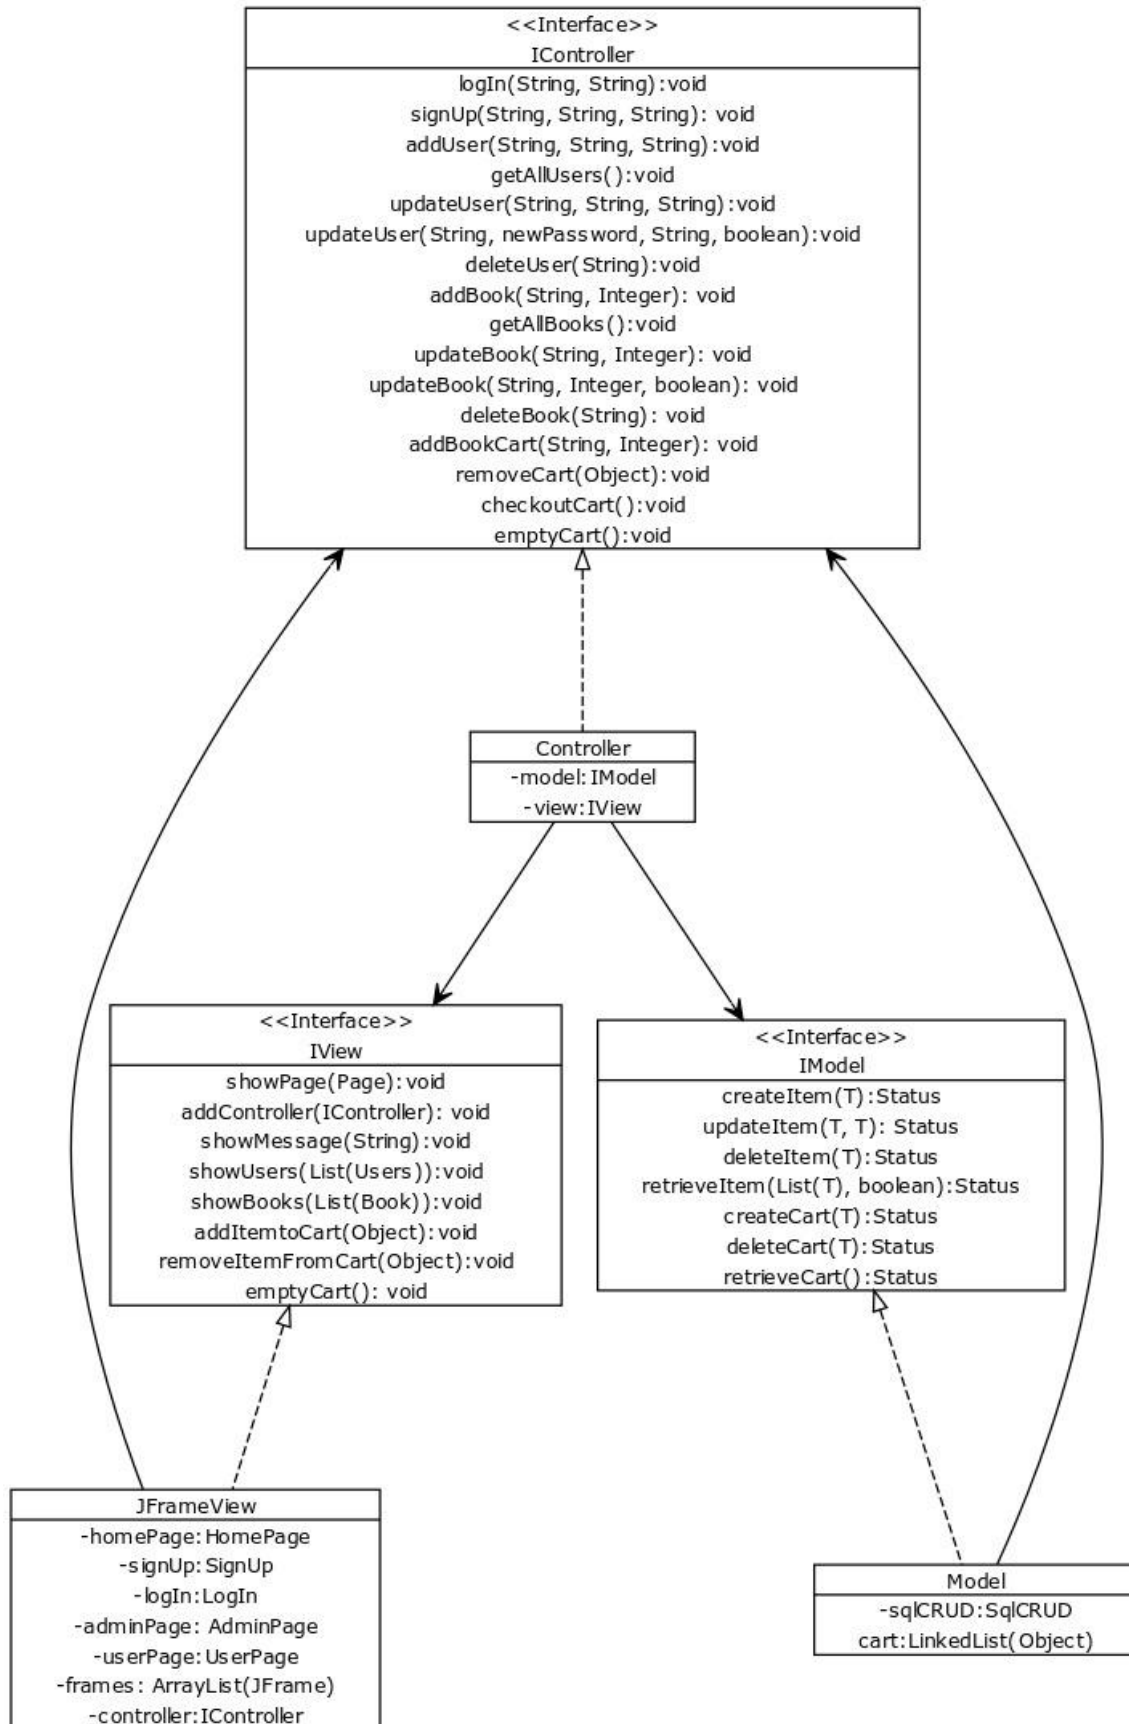 <<Interface>>
IController
logIn(String, String):void
signUp(String, String, String): void
addUser(String, String, String):void
getAllUsers():void
updateUser(String, String, String):void
updateUser(String, newPassword, String, boolean):void
deleteUser(String):void
addBook(String, Integer): void
getAllBooks():void
updateBook(String, Integer): void
updateBook(String, Integer, boolean): void
deleteBook(String): void
addBookCart(String, Integer): void
removeCart(Object):void
checkoutCart():void
emptyCart():void
Controller
-model:IModel
-view:IView
<<Interface>>
IView
showPage(Page):void
addController(IController): void
showMessage(String):void
showUsers(List(Users)):void
showBooks(List(Book)):void
addItemtoCart(Object):void
removeItemFromCart(Object):void
emptyCart(): void
<<Interface>>
IModel
createItem(T):Status
updateItem(T, T): Status
deleteItem(T):Status
retrieveItem(List(T), boolean):Status
createCart(T):Status
deleteCart(T):Status
retrieveCart():Status
JFrameView
-homePage:HomePage
-signUp:SignUp
-logIn:LogIn
-adminPage: AdminPage
-userPage:UserPage
-frames: ArrayList(JFrame)
-controller:IController
Model
-sqlCRUD:SqlCRUD
cart:LinkedList(Object)